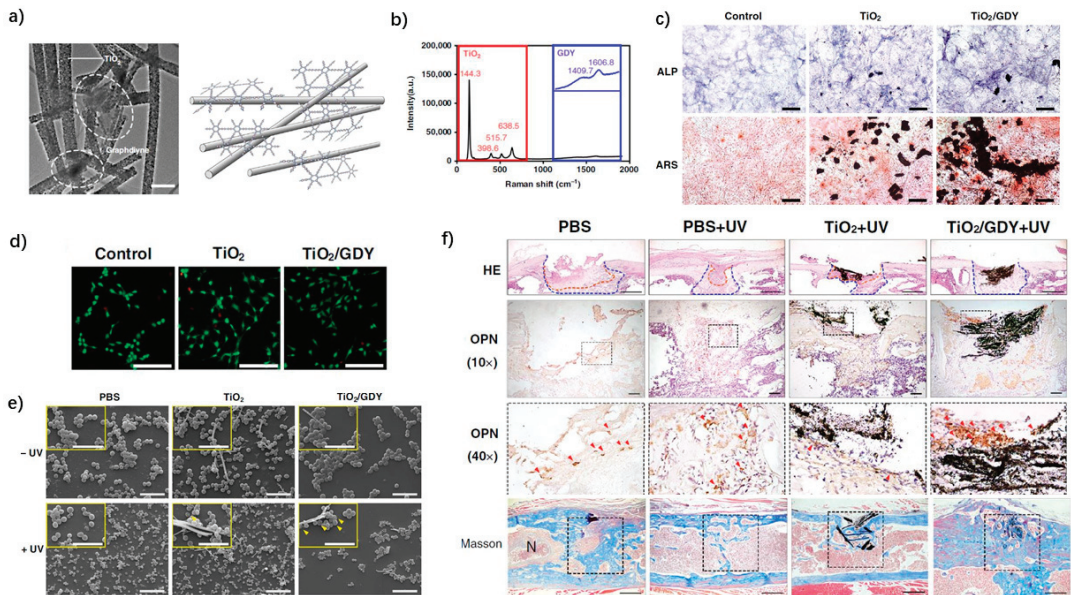 a)
TiO₂
Graphdiyne
b)
Intensity(a.u.)
200,000
150,000
100,000
50,000
0
TiO₂
144.3
398.6
515.7
638.5
GDY
1409.7
1606.8
0 500 1000 1500 2000
Raman shift (cm⁻¹)
c)
Control TiO₂ TiO₂/GDY
ALP
ARS
d)
Control TiO₂ TiO₂/GDY
e)
PBS TiO₂ TiO₂/GDY
− UV
+ UV
f)
PBS PBS+UV TiO₂+UV TiO₂/GDY+UV
HE
OPN
(10×)
OPN
(40×)
Masson
N